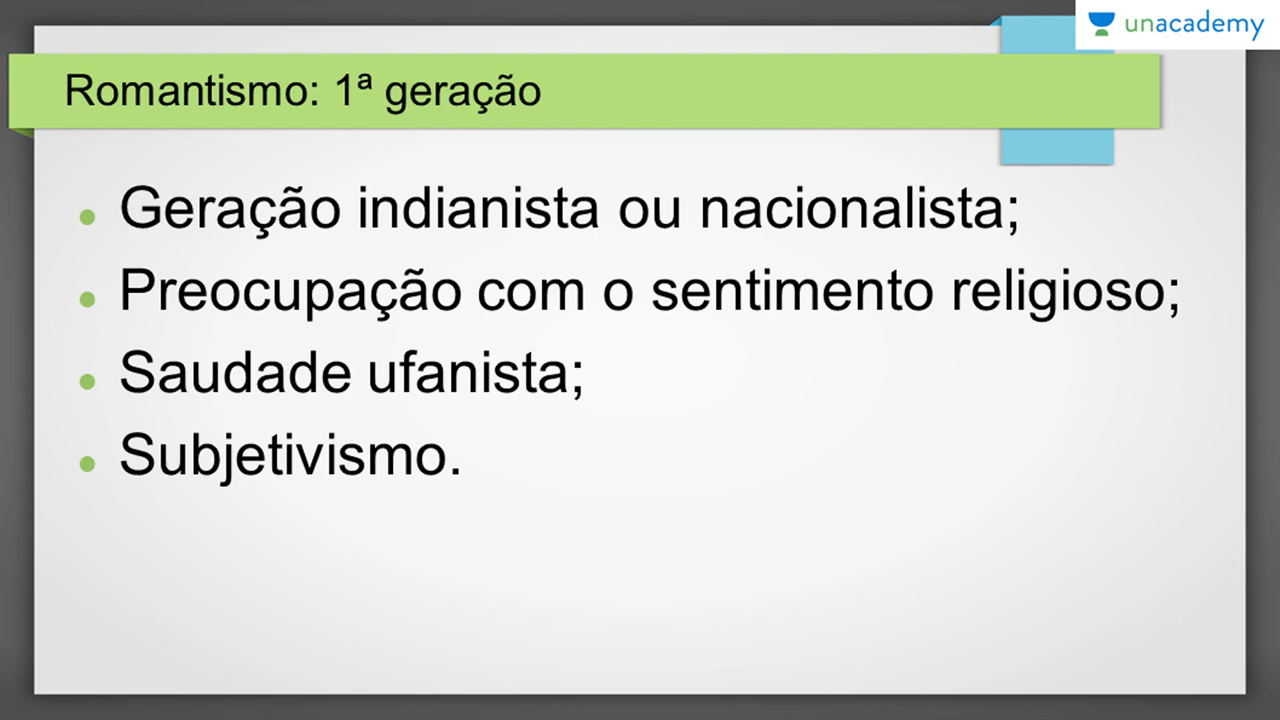 unacademy
Romantismo: 1ª geração
Geração indianista ou nacionalista;
Preocupação com o sentimento religioso;
Saudade ufanista;
Subjetivismo.